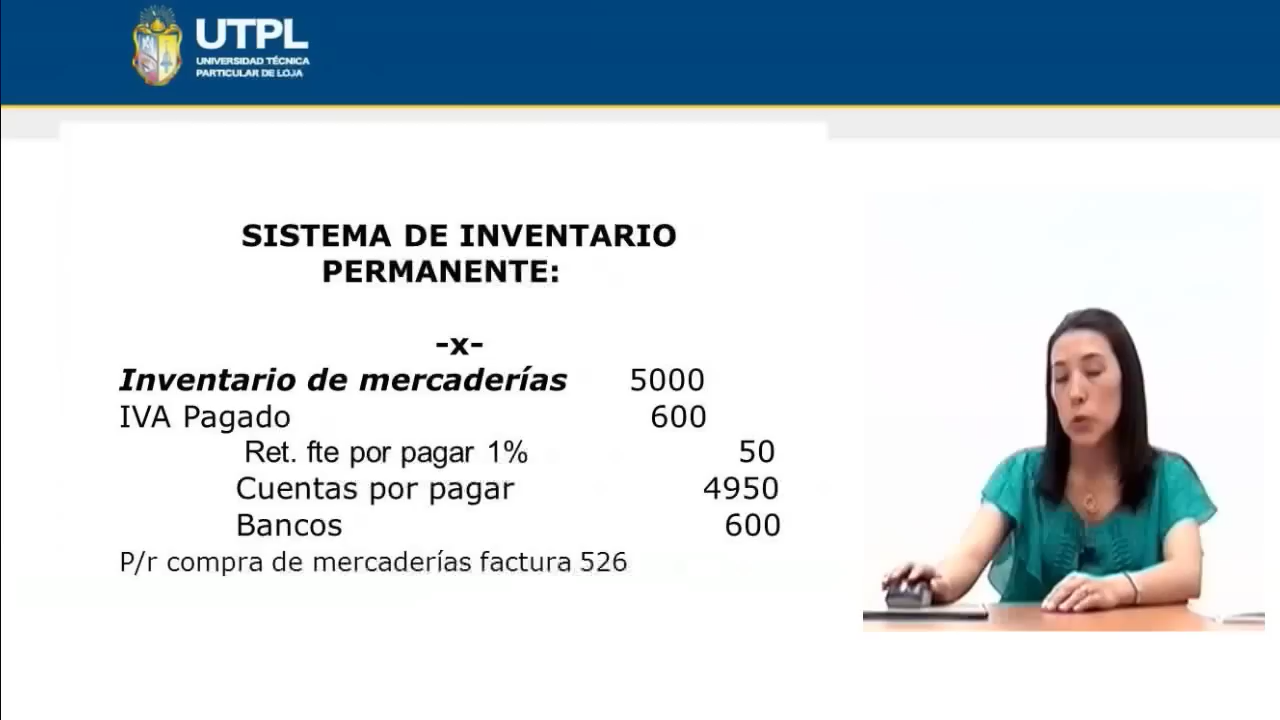 UTPL
UNIVERSIDAD TÉCNICA
PARTICULAR DE LOJA
SISTEMA DE INVENTARIO
PERMANENTE:
-x-
Inventario de mercaderías 5000
IVA Pagado 600
Ret. fte por pagar 1% 50
Cuentas por pagar 4950
Bancos 600
P/r compra de mercaderías factura 526